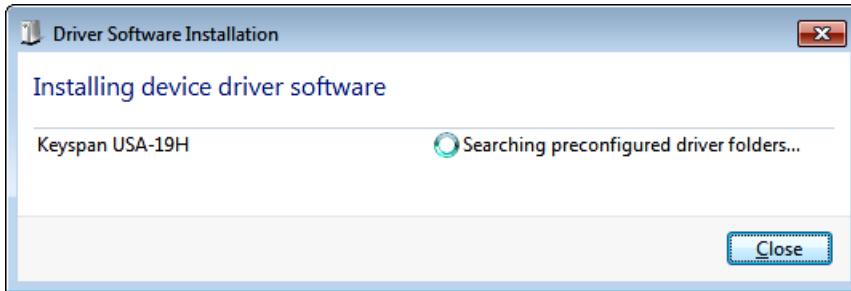 Driver Software Installation
Installing device driver software
Keyspan USA-19H Searching preconfigured driver folders...
Close